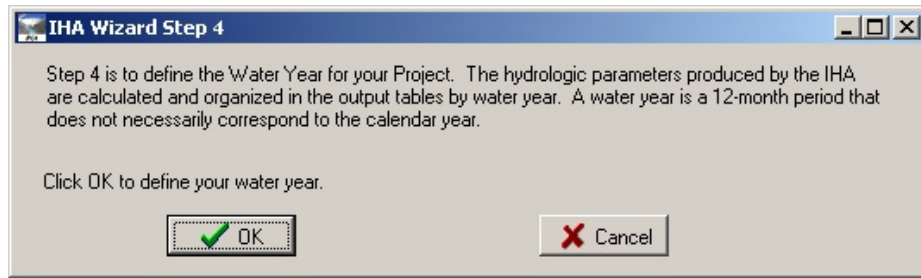 IHA Wizard Step 4
Step 4 is to define the Water Year for your Project.  The hydrologic parameters produced by the IHA
are calculated and organized in the output tables by water year.  A water year is a 12-month period that
does not necessarily correspond to the calendar year.
Click OK to define your water year.
OK
Cancel